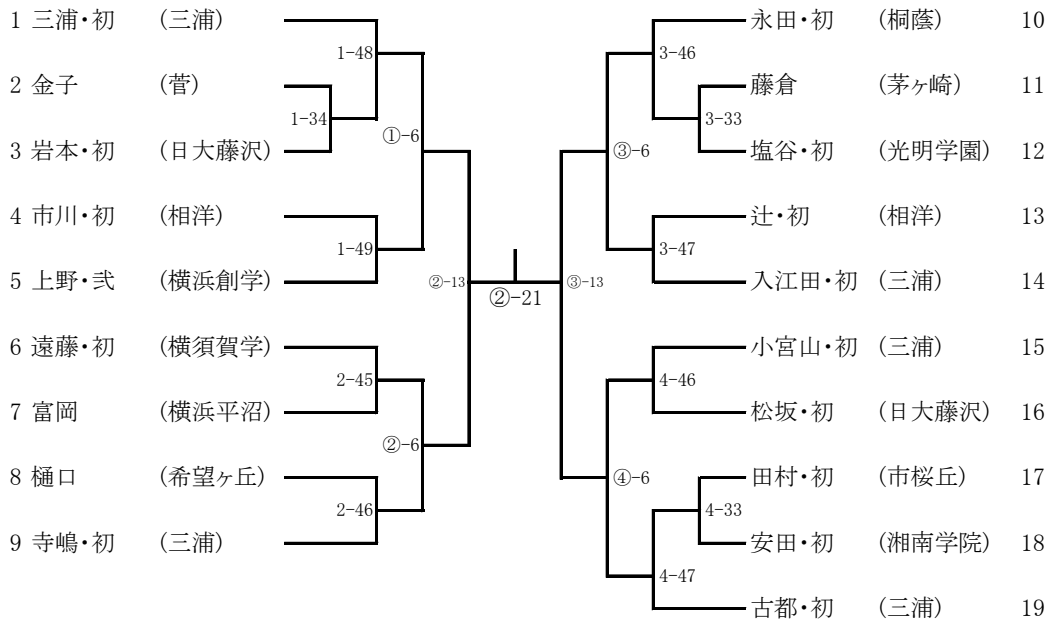 1 三浦・初 (三浦)
1-48
2 金子 (菅)
1-34
3 岩本・初 (日大藤沢)
①-6
4 市川・初 (相洋)
1-49
5 上野・弐 (横浜創学)
②-13
6 遠藤・初 (横須賀学)
2-45
7 富岡 (横浜平沼)
②-6
8 樋口 (希望ヶ丘)
2-46
9 寺嶋・初 (三浦)
②-21
永田・初 (桐蔭) 10
3-46
藤倉 (茅ヶ崎) 11
3-33
塩谷・初 (光明学園) 12
③-6
辻・初 (相洋) 13
3-47
入江田・初 (三浦) 14
③-13
小宮山・初 (三浦) 15
4-46
松坂・初 (日大藤沢) 16
④-6
田村・初 (市桜丘) 17
4-33
安田・初 (湘南学院) 18
4-47
古都・初 (三浦) 19